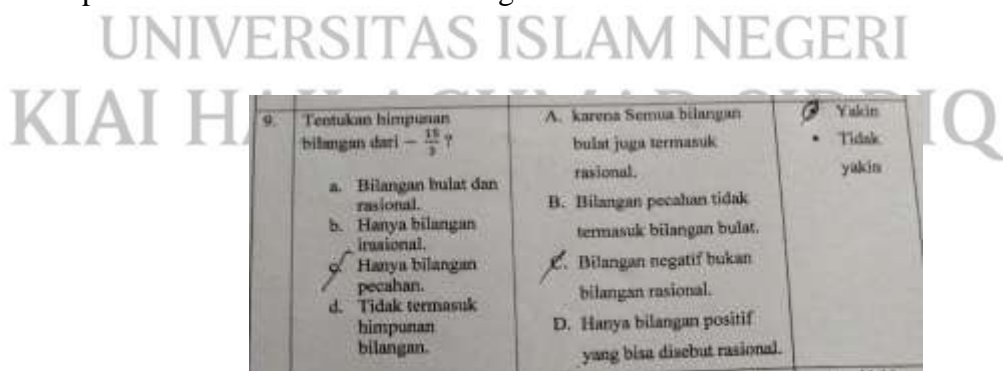 UNIVERSITAS ISLAM NEGERI
KIAI H
IQ
9.
Tentukan himpunan
bilangan dari - 15/3 ?
a. Bilangan bulat dan
rasional.
b. Hanya bilangan
irasional.
c. Hanya bilangan
pecahan.
d. Tidak termasuk
himpunan
bilangan.
A. karena Semua bilangan
bulat juga termasuk
rasional.
B. Bilangan pecahan tidak
termasuk bilangan bulat.
C. Bilangan negatif bukan
bilangan rasional.
D. Hanya bilangan positif
yang bisa disebut rasional.
Yakin
• Tidak
yakin